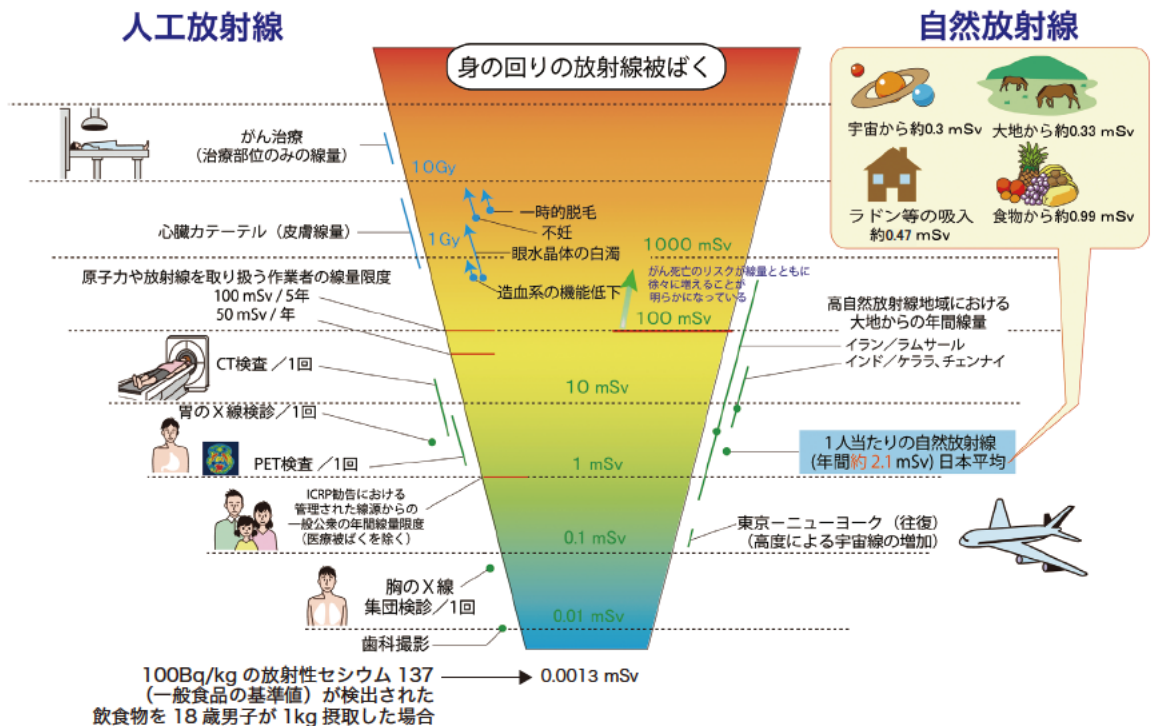 人工放射線
自然放射線
身の回りの放射線被ばく
宇宙から約0.3 mSv
大地から約0.33 mSv
ラドン等の吸入
約0.47 mSv
食物から約0.99 mSv
がん治療
(治療部位のみの線量)
10Gy
心臓カテーテル(皮膚線量)
1Gy
一時的脱毛
不妊
眼水晶体の白濁
造血系の機能低下
1000 mSv
がん死亡のリスクが線量とともに
徐々に増えることが
明らかになっている
原子力や放射線を取り扱う作業者の線量限度
100 mSv / 5年
50 mSv / 年
100 mSv
高自然放射線地域における
大地からの年間線量
イラン/ラムサール
インド/ケララ、チェンナイ
CT検査/1回
10 mSv
胃のX線検診/1回
PET検査/1回
1 mSv
1人当たりの自然放射線
(年間約 2.1 mSv) 日本平均
ICRP勧告における
管理された線源からの
一般公衆の年間線量限度
(医療被ばくを除く)
0.1 mSv
東京ーニューヨーク(往復)
(高度による宇宙線の増加)
胸のX線
集団検診/1回
0.01 mSv
歯科撮影
100Bq/kg の放射性セシウム 137
(一般食品の基準値)が検出された
飲食物を 18 歳男子が 1kg 摂取した場合
0.0013 mSv